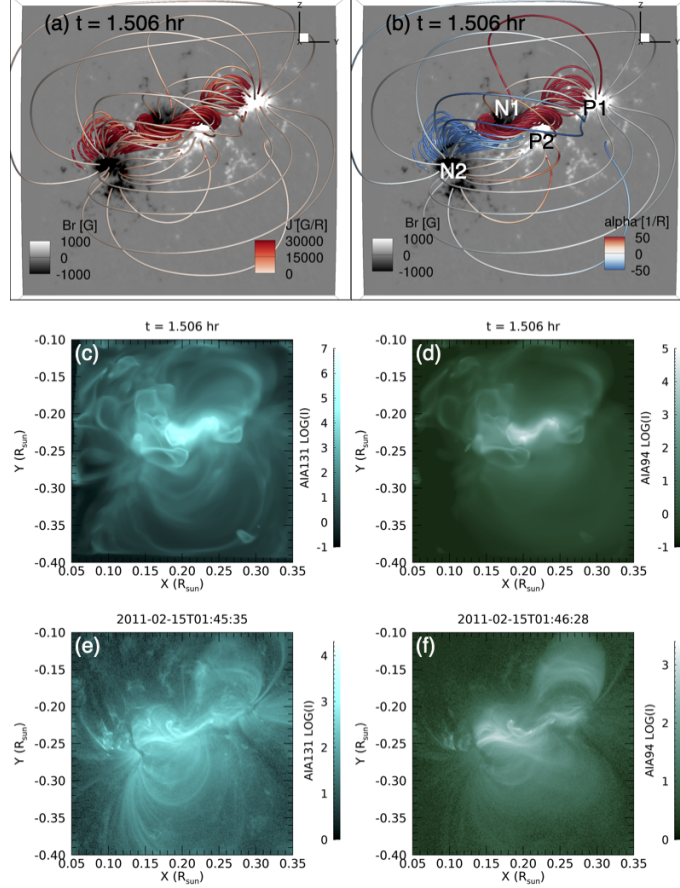 (a) t = 1.506 hr
Z
X
Y
Br [G]
1000
0
-1000
J [G/R]
30000
15000
0
(b) t = 1.506 hr
Z
X
Y
N1
P1
P2
N2
Br [G]
1000
0
-1000
alpha [1/R]
50
0
-50
t = 1.506 hr
(c)
-0.10
-0.15
-0.20
-0.25
-0.30
-0.35
-0.40
Y (Rsun)
0.05 0.10 0.15 0.20 0.25 0.30 0.35
X (Rsun)
7
6
5
4
3
2
1
0
-1
AIA131 LOG(I)
t = 1.506 hr
(d)
-0.10
-0.15
-0.20
-0.25
-0.30
-0.35
-0.40
Y (Rsun)
0.05 0.10 0.15 0.20 0.25 0.30 0.35
X (Rsun)
5
4
3
2
1
0
-1
AIA94 LOG(I)
2011-02-15T01:45:35
(e)
-0.10
-0.15
-0.20
-0.25
-0.30
-0.35
-0.40
Y (Rsun)
0.05 0.10 0.15 0.20 0.25 0.30 0.35
X (Rsun)
4
3
2
1
0
AIA131 LOG(I)
2011-02-15T01:46:28
(f)
-0.10
-0.15
-0.20
-0.25
-0.30
-0.35
-0.40
Y (Rsun)
0.05 0.10 0.15 0.20 0.25 0.30 0.35
X (Rsun)
3
2
1
0
AIA94 LOG(I)